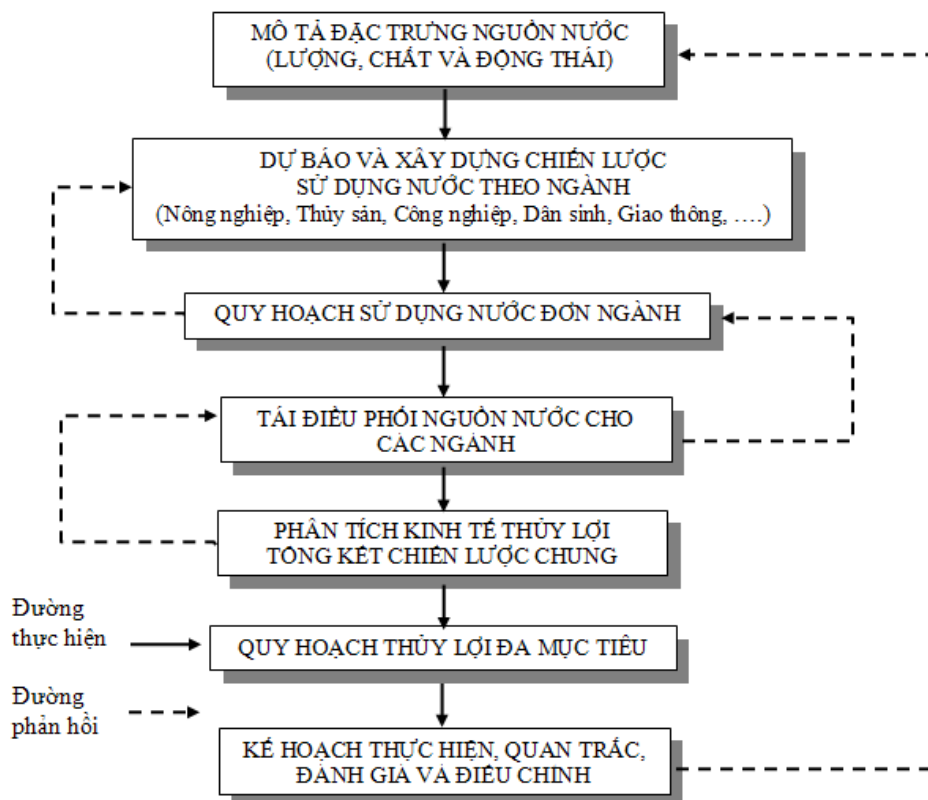 MÔ TẢ ĐẶC TRƯNG NGUỒN NƯỚC
(LƯỢNG, CHẤT VÀ ĐỘNG THÁI)
DỰ BÁO VÀ XÂY DỰNG CHIẾN LƯỢC
SỬ DỤNG NƯỚC THEO NGÀNH
(Nông nghiệp, Thủy sản, Công nghiệp, Dân sinh, Giao thông, ….)
QUY HOẠCH SỬ DỤNG NƯỚC ĐƠN NGÀNH
TÁI ĐIỀU PHỐI NGUỒN NƯỚC CHO
CÁC NGÀNH
PHÂN TÍCH KINH TẾ THỦY LỢI
TỔNG KẾT CHIẾN LƯỢC CHUNG
Đường
thực hiện
QUY HOẠCH THỦY LỢI ĐA MỤC TIÊU
Đường
phản hồi
KẾ HOẠCH THỰC HIỆN, QUAN TRẮC,
ĐÁNH GIÁ VÀ ĐIỀU CHỈNH